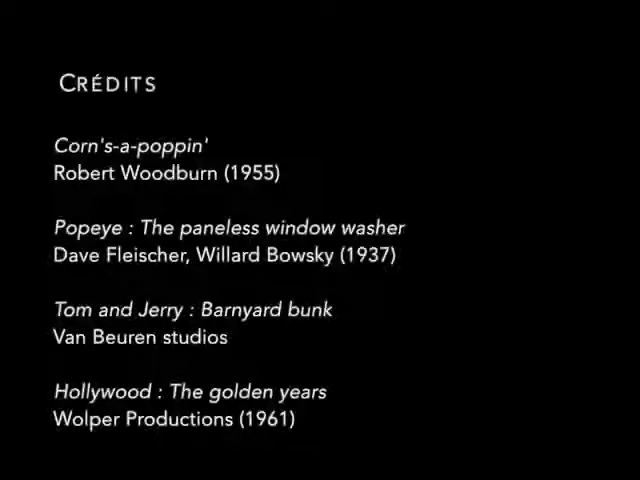 CRÉDITS
Corn's-a-poppin'
Robert Woodburn (1955)
Popeye : The paneless window washer
Dave Fleischer, Willard Bowsky (1937)
Tom and Jerry : Barnyard bunk
Van Beuren studios
Hollywood : The golden years
Wolper Productions (1961)